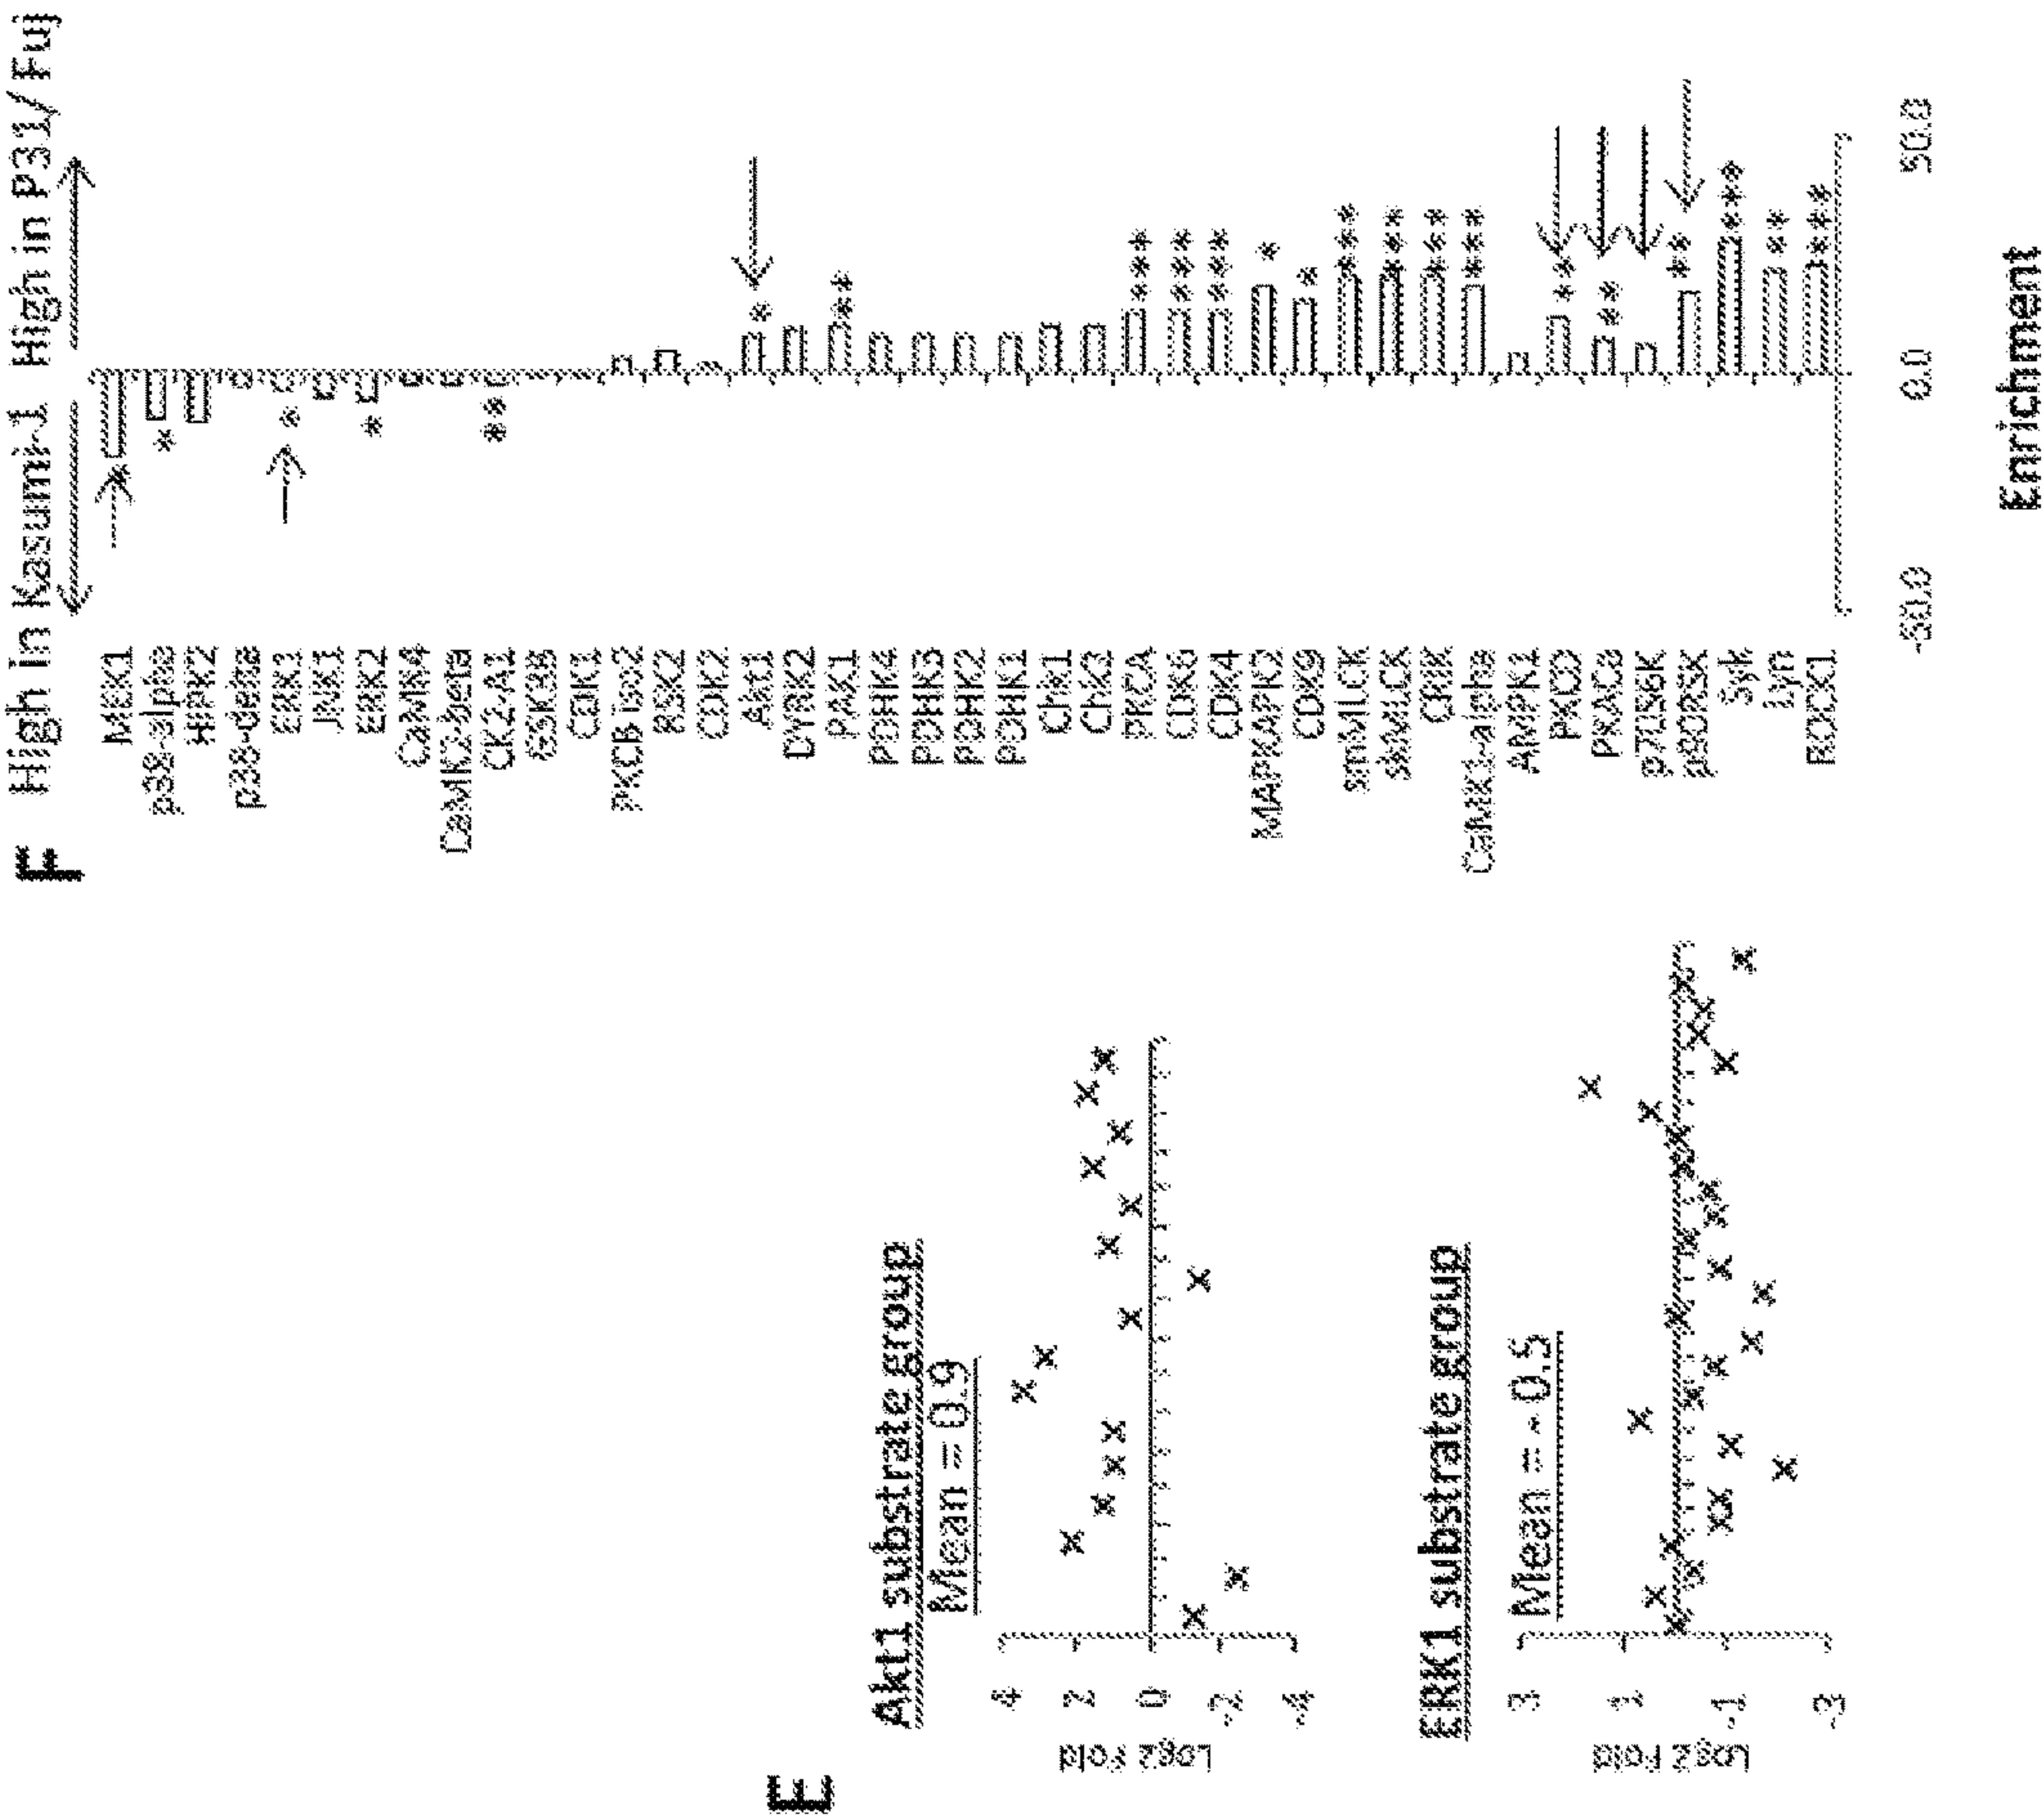 E
Akt1 substrate group
Mean = 0.9
Log2 Fold
4
2
0
-2
-4
ERK1 substrate group
Mean = - 0.5
Log2 Fold
3
1
-1
-3
F
High in Kasumi-1 High in P31/Fuj
MEK1
p38-alpha
HIPK2
p38-delta
ERK1
JNK1
ERK2
CaMK4
CaMK2-beta
CK2-A1
GSK3B
CDK1
PKCB iso2
RSK2
CDK2
Akt1
DYRK2
PAK1
PDHK4
PDHK3
PDHK2
PDHK1
Chk1
PKCA
CDK6
CDK4
MAPKAPK2
CDK9
smMLCK
skMLCK
CRIK
CaMK1-alpha
AMPK1
PKCD
PKACa
p70S6K
p90RSK
Syk
Lyn
ROCK1
-50.0 0.0 50.0
Enrichment